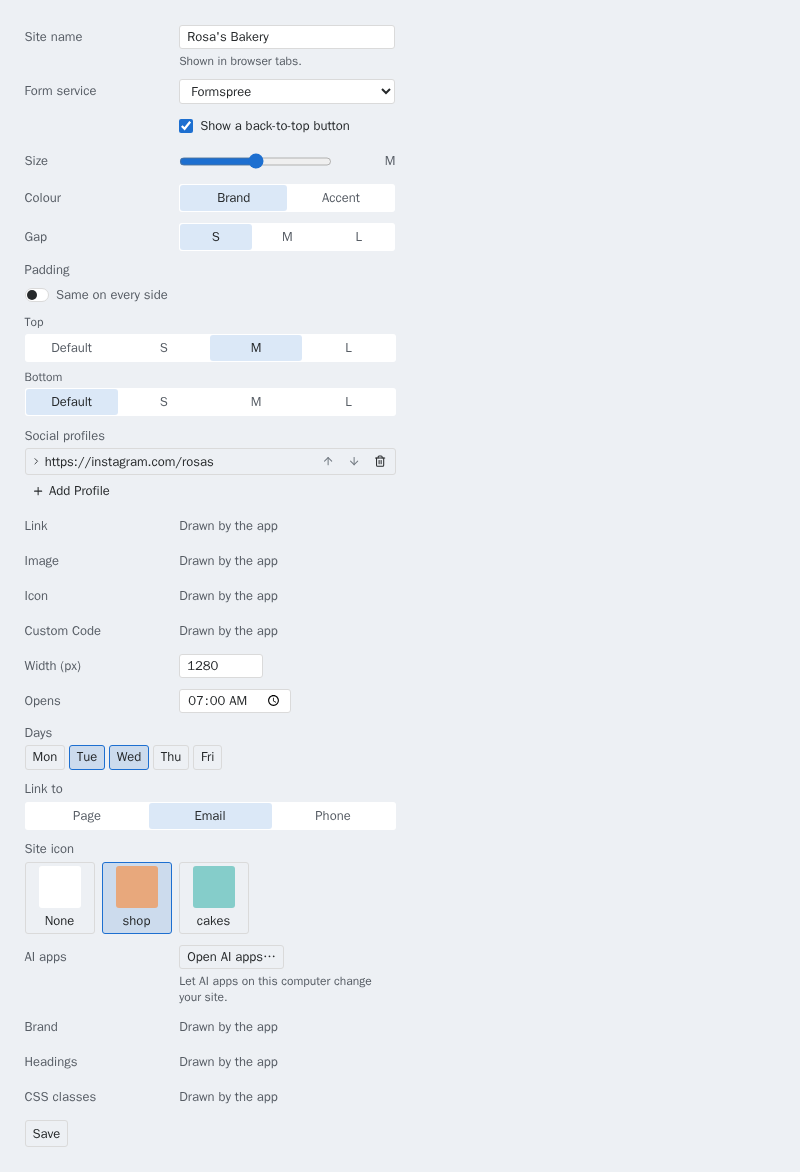 Site name Rosa's Bakery
Shown in browser tabs.
Form service Formspree
Show a back-to-top button
Size M
Colour Brand Accent
Gap S M L
Padding
Same on every side
Top
Default S M L
Bottom
Default S M L
Social profiles
https://instagram.com/rosas
Add Profile
Link Drawn by the app
Image Drawn by the app
Icon Drawn by the app
Custom Code Drawn by the app
Width (px) 1280
Opens 07:00 AM
Days
Mon Tue Wed Thu Fri
Link to
Page Email Phone
Site icon
None shop cakes
AI apps Open AI apps…
Let AI apps on this computer change
your site.
Brand Drawn by the app
Headings Drawn by the app
CSS classes Drawn by the app
Save